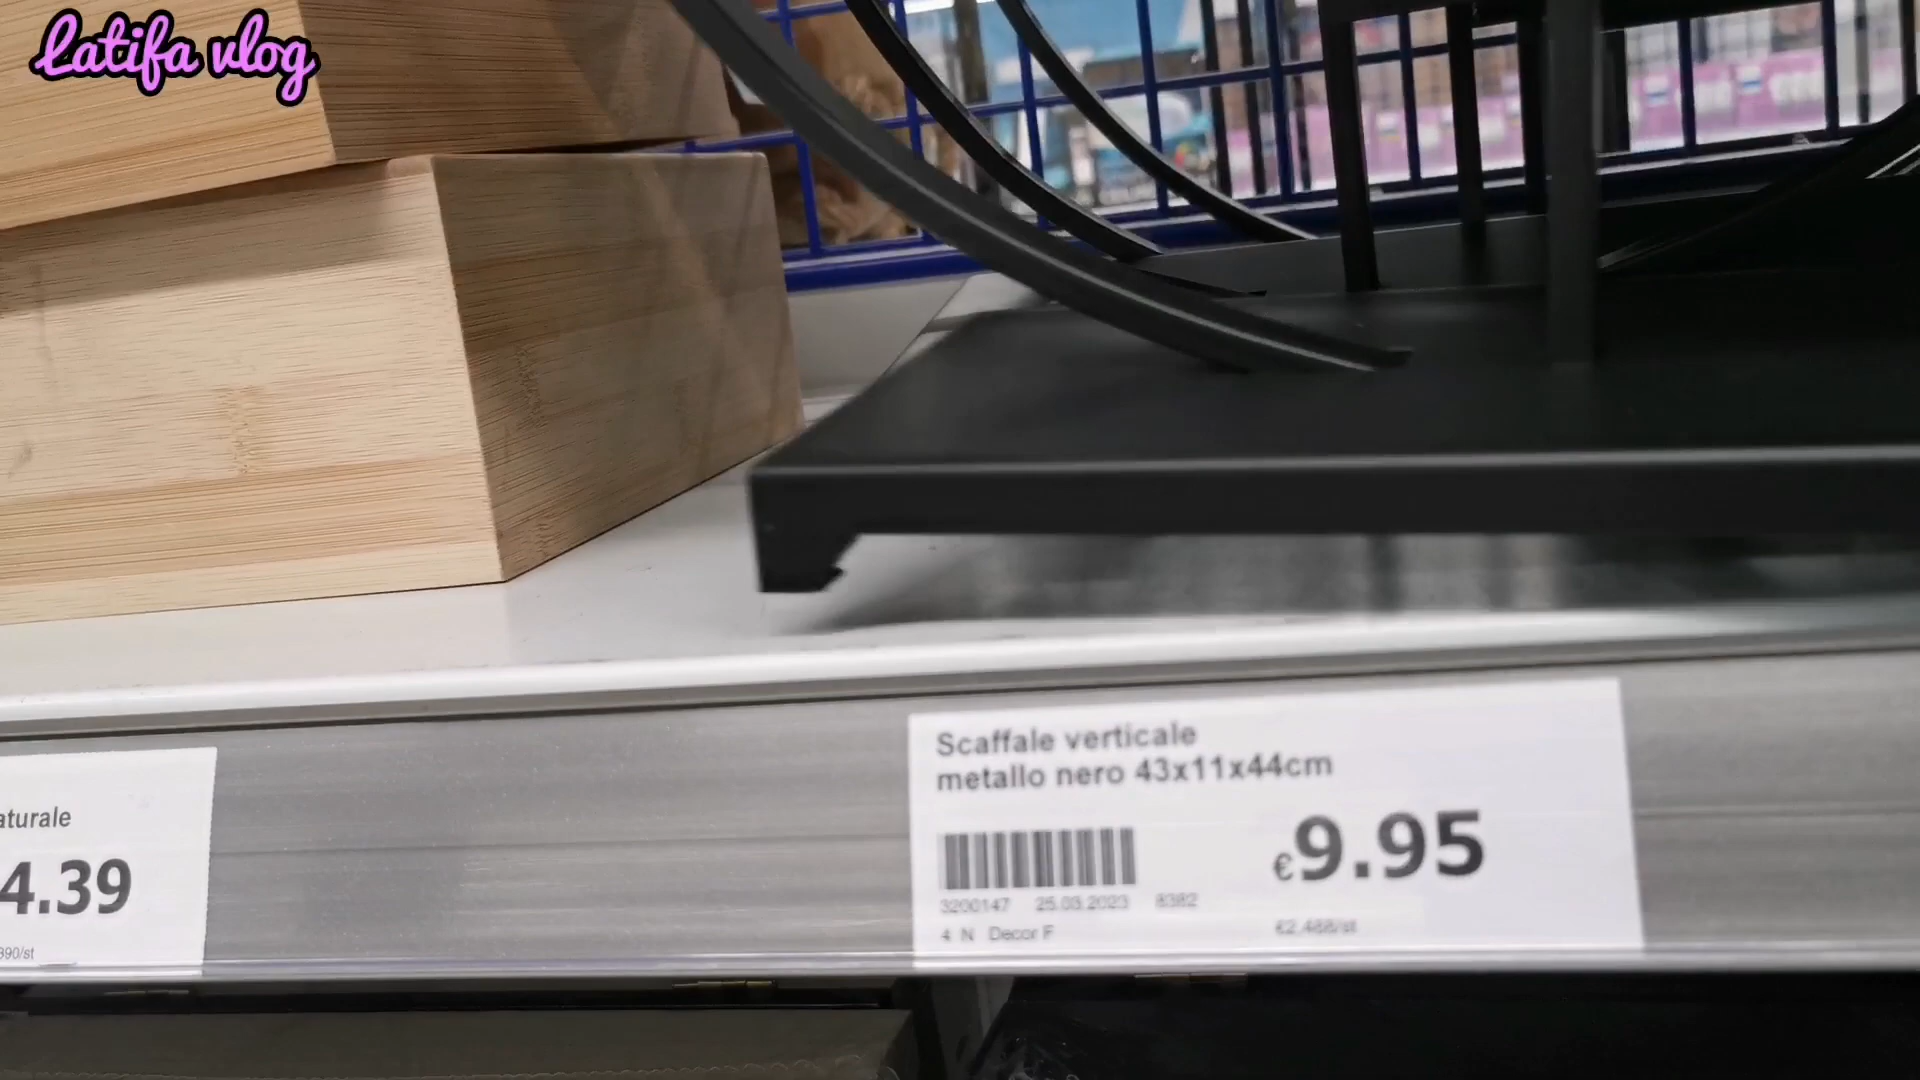 Latifa vlog
Scaffale verticale
metallo nero 43x11x44cm
aturale
€9.95
4.39
3200147 25.03.2023 8382
4 N Decor F
€2.488/st
390/st